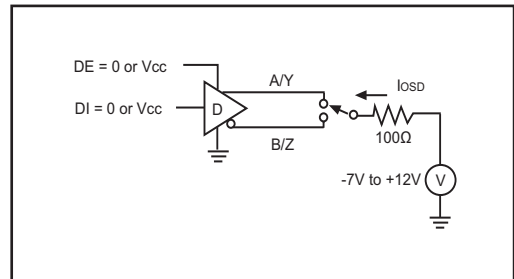 DE = 0 or Vcc
A/Y
IOSD
DI = 0 or Vcc
D
100Ω
B/Z
-7V to +12V
V